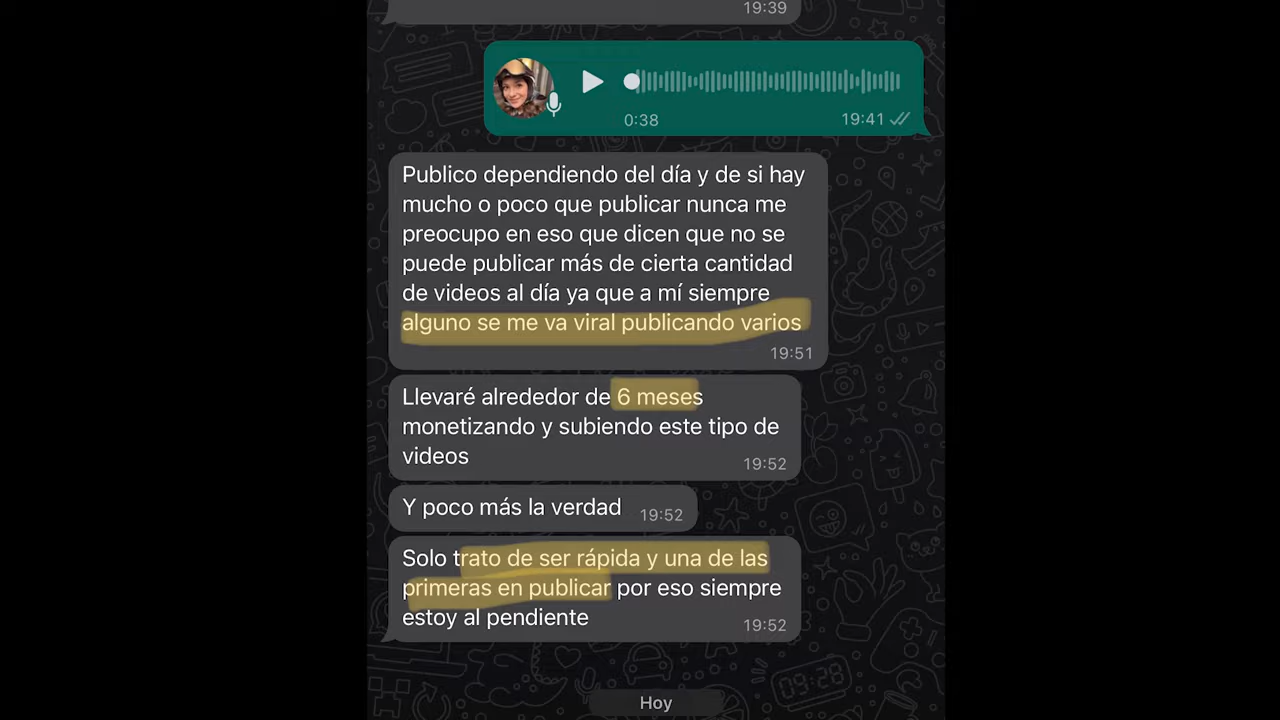 19:39
0:38
19:41
Publico dependiendo del día y de si hay
mucho o poco que publicar nunca me
preocupo en eso que dicen que no se
puede publicar más de cierta cantidad
de videos al día ya que a mí siempre
alguno se me va viral publicando varios
19:51
Llevaré alrededor de 6 meses
monetizando y subiendo este tipo de
videos
19:52
Y poco más la verdad
19:52
Solo trato de ser rápida y una de las
primeras en publicar por eso siempre
estoy al pendiente
19:52
09:28
Hoy